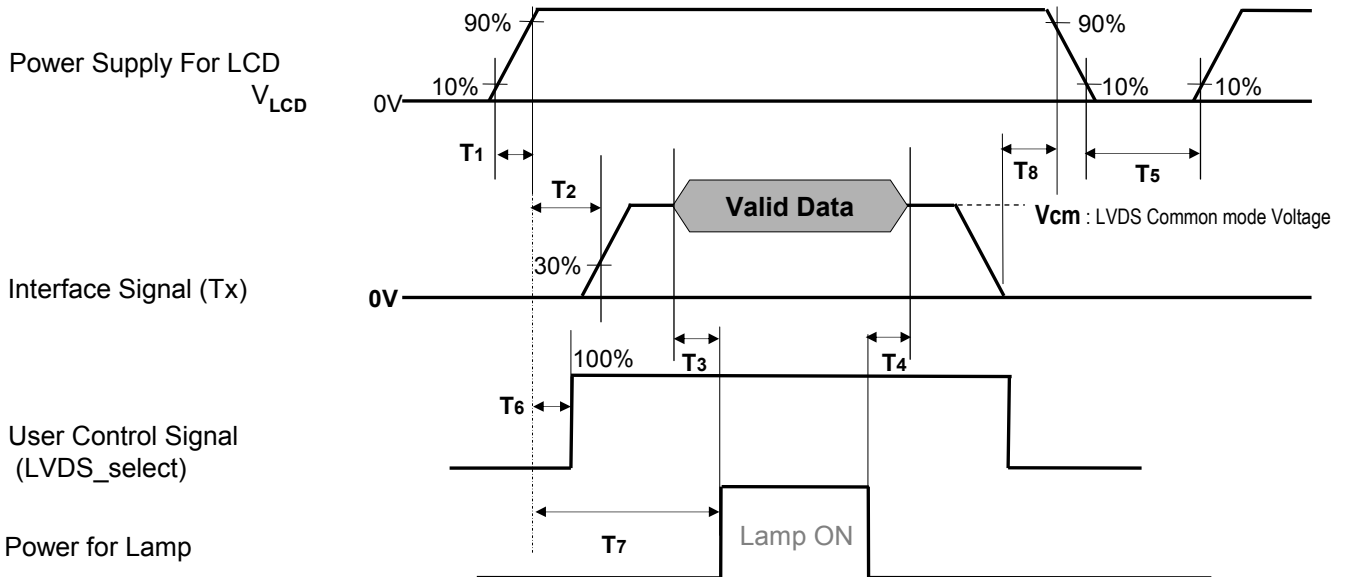 90%
90%
Power Supply For LCD
V LCD
10%
10%
10%
0V
T1
T8
T5
T2
Valid Data
Vcm : LVDS Common mode Voltage
30%
Interface Signal (Tx)
0V
100%
T3
T4
T6
User Control Signal
(LVDS_select)
Power for Lamp
T7
Lamp ON